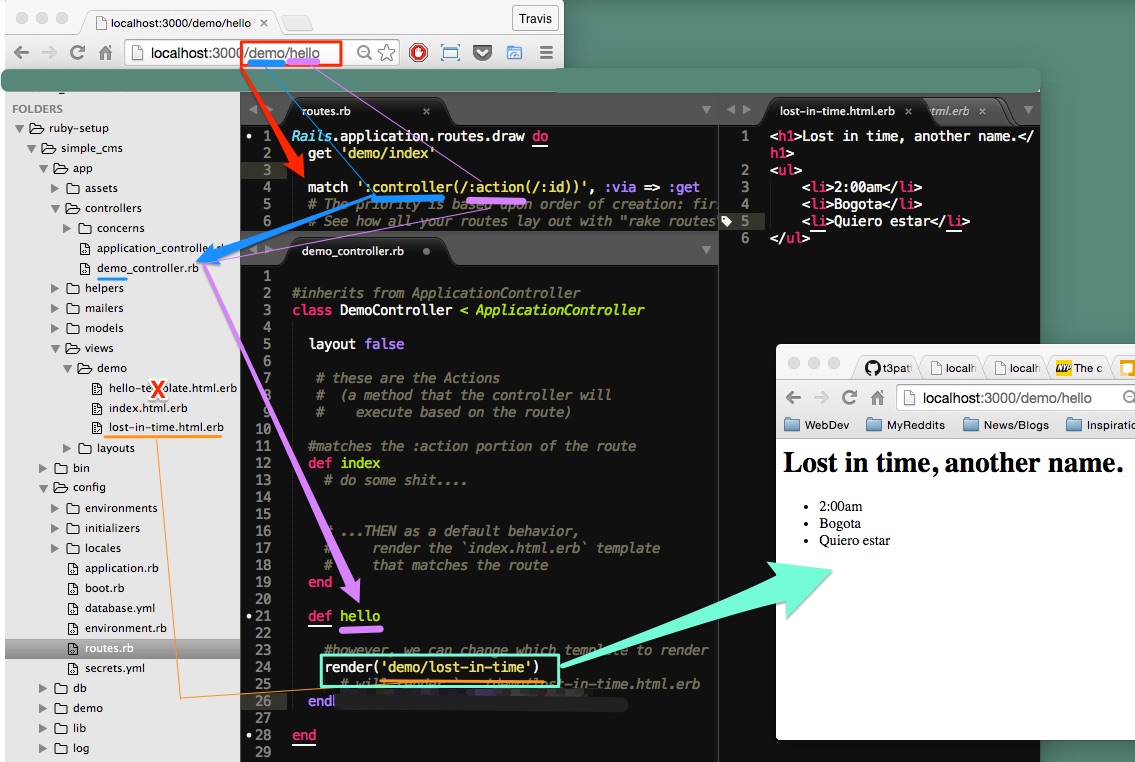 localhost:3000/demo/hello
Travis
localhost:3000/demo/hello
FOLDERS
ruby-setup
simple_cms
app
assets
controllers
concerns
application_controller.rb
demo_controller.rb
helpers
mailers
models
views
demo
hello-template.html.erb
X
index.html.erb
lost-in-time.html.erb
layouts
bin
config
environments
initializers
locales
application.rb
boot.rb
database.yml
environment.rb
routes.rb
secrets.yml
db
demo
lib
log
routes.rb
1 Rails.application.routes.draw do
2 get 'demo/index'
3
4 match ':controller(/:action(/:id))', :via => :get
5 # The priority is based upon order of creation: fir
6 # See how all your routes lay out with "rake routes
demo_controller.rb
1
2 #inherits from ApplicationController
3 class DemoController < ApplicationController
4
5 layout false
6
7 # these are the Actions
8 # (a method that the controller will
9 # execute based on the route)
10
11 #matches the :action portion of the route
12 def index
13 # do some shit....
14
15
16 # ...THEN as a default behavior,
17 # render the `index.html.erb` template
18 # that matches the route
19 end
20
21 def hello
22
23 #however, we can change which template to render
24 render('demo/lost-in-time')
25 # will render `  /demo/lost-in-time.html.erb
26 end
27
28 end
29
lost-in-time.html.erb
html.erb
1 <h1>Lost in time, another name.</
h1>
2 <ul>
3 <li>2:00am</li>
4 <li>Bogota</li>
5 <li>Quiero estar</li>
6 </ul>
t3pat
localh
localh
The c
localhost:3000/demo/hello
WebDev
MyReddits
News/Blogs
Inspiratio
Lost in time, another name.
• 2:00am
• Bogota
• Quiero estar